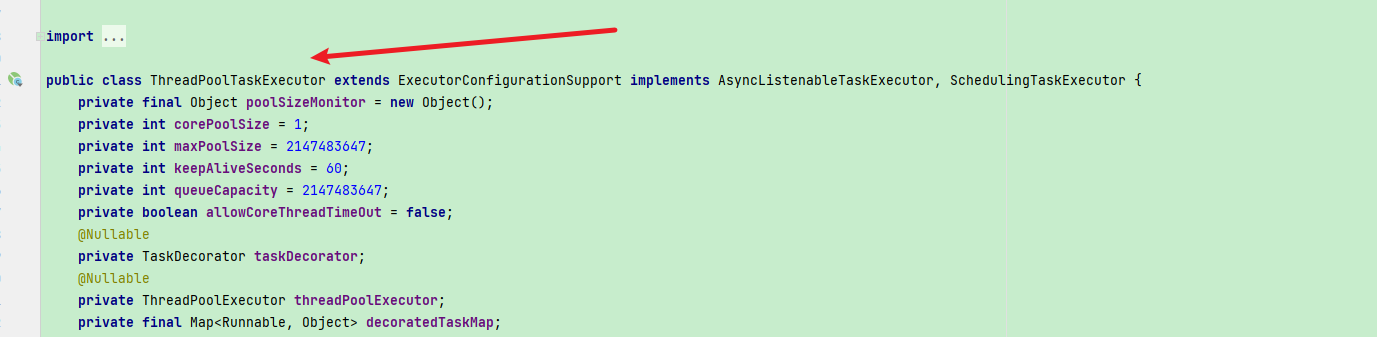 import ...
public class ThreadPoolTaskExecutor extends ExecutorConfigurationSupport implements AsyncListenableTaskExecutor, SchedulingTaskExecutor {
private final Object poolSizeMonitor = new Object();
private int corePoolSize = 1;
private int maxPoolSize = 2147483647;
private int keepAliveSeconds = 60;
private int queueCapacity = 2147483647;
private boolean allowCoreThreadTimeOut = false;
@Nullable
private TaskDecorator taskDecorator;
@Nullable
private ThreadPoolExecutor threadPoolExecutor;
private final Map<Runnable, Object> decoratedTaskMap;